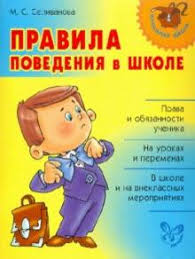 М. С. Селиванова
ПРАВИЛА
ПОВЕДЕНИЯ В ШКОЛЕ
Права
и обязанности
ученика
На уроках
и переменах
В школе
и на внеклассных
мероприятиях